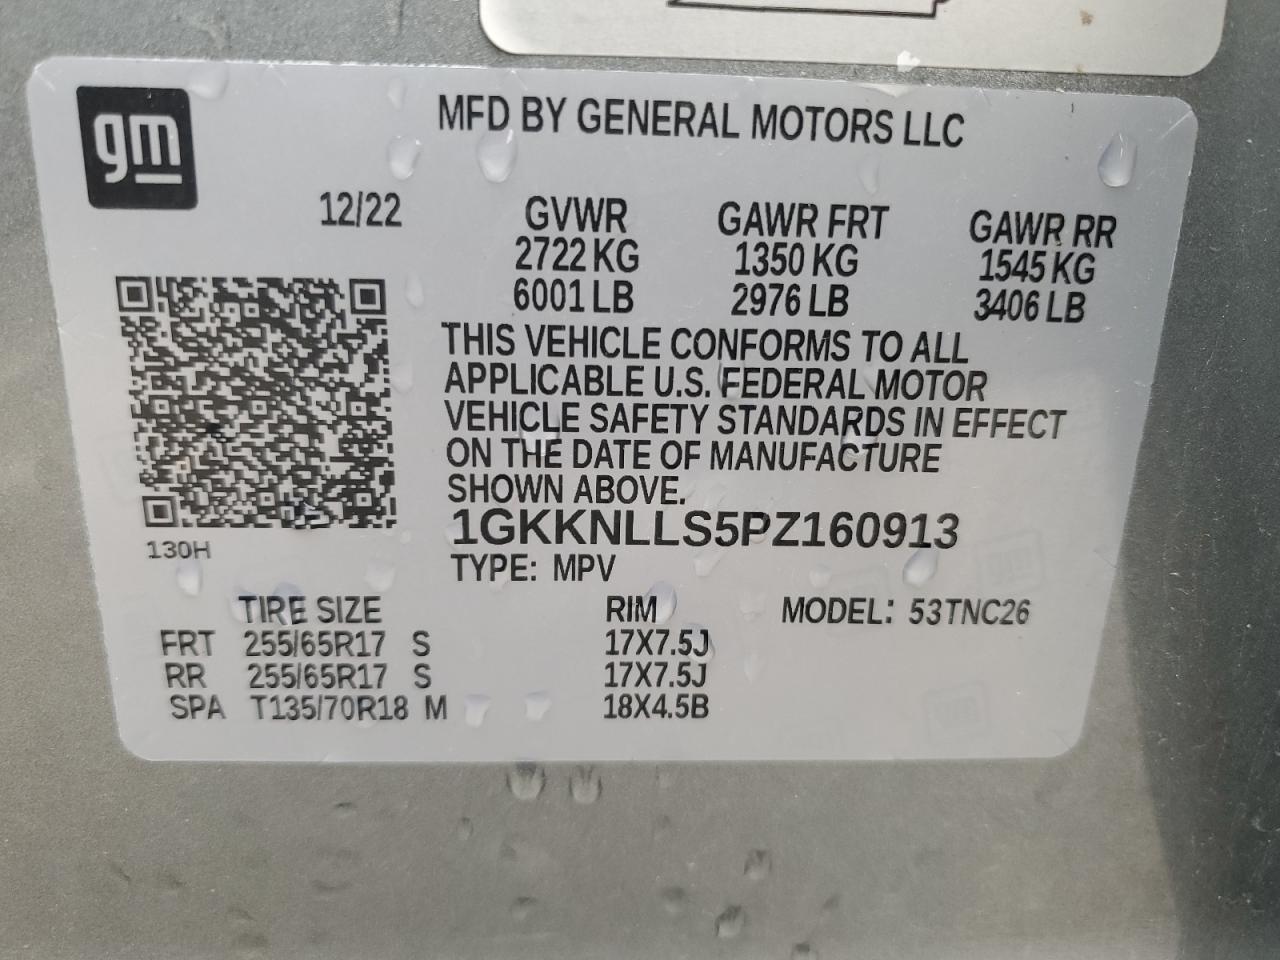 gm
MFD BY GENERAL MOTORS LLC
12/22
GVWR GAWR FRT GAWR RR
2722 KG 1350 KG 1545 KG
6001 LB 2976 LB 3406 LB
THIS VEHICLE CONFORMS TO ALL
APPLICABLE U.S. FEDERAL MOTOR
VEHICLE SAFETY STANDARDS IN EFFECT
ON THE DATE OF MANUFACTURE
SHOWN ABOVE.
1GKKNLLS5PZ160913
130H
TYPE: MPV
TIRE SIZE RIM MODEL: 53TNC26
FRT 255/65R17 S 17X7.5J
RR 255/65R17 S 17X7.5J
SPA T135/70R18 M 18X4.5B